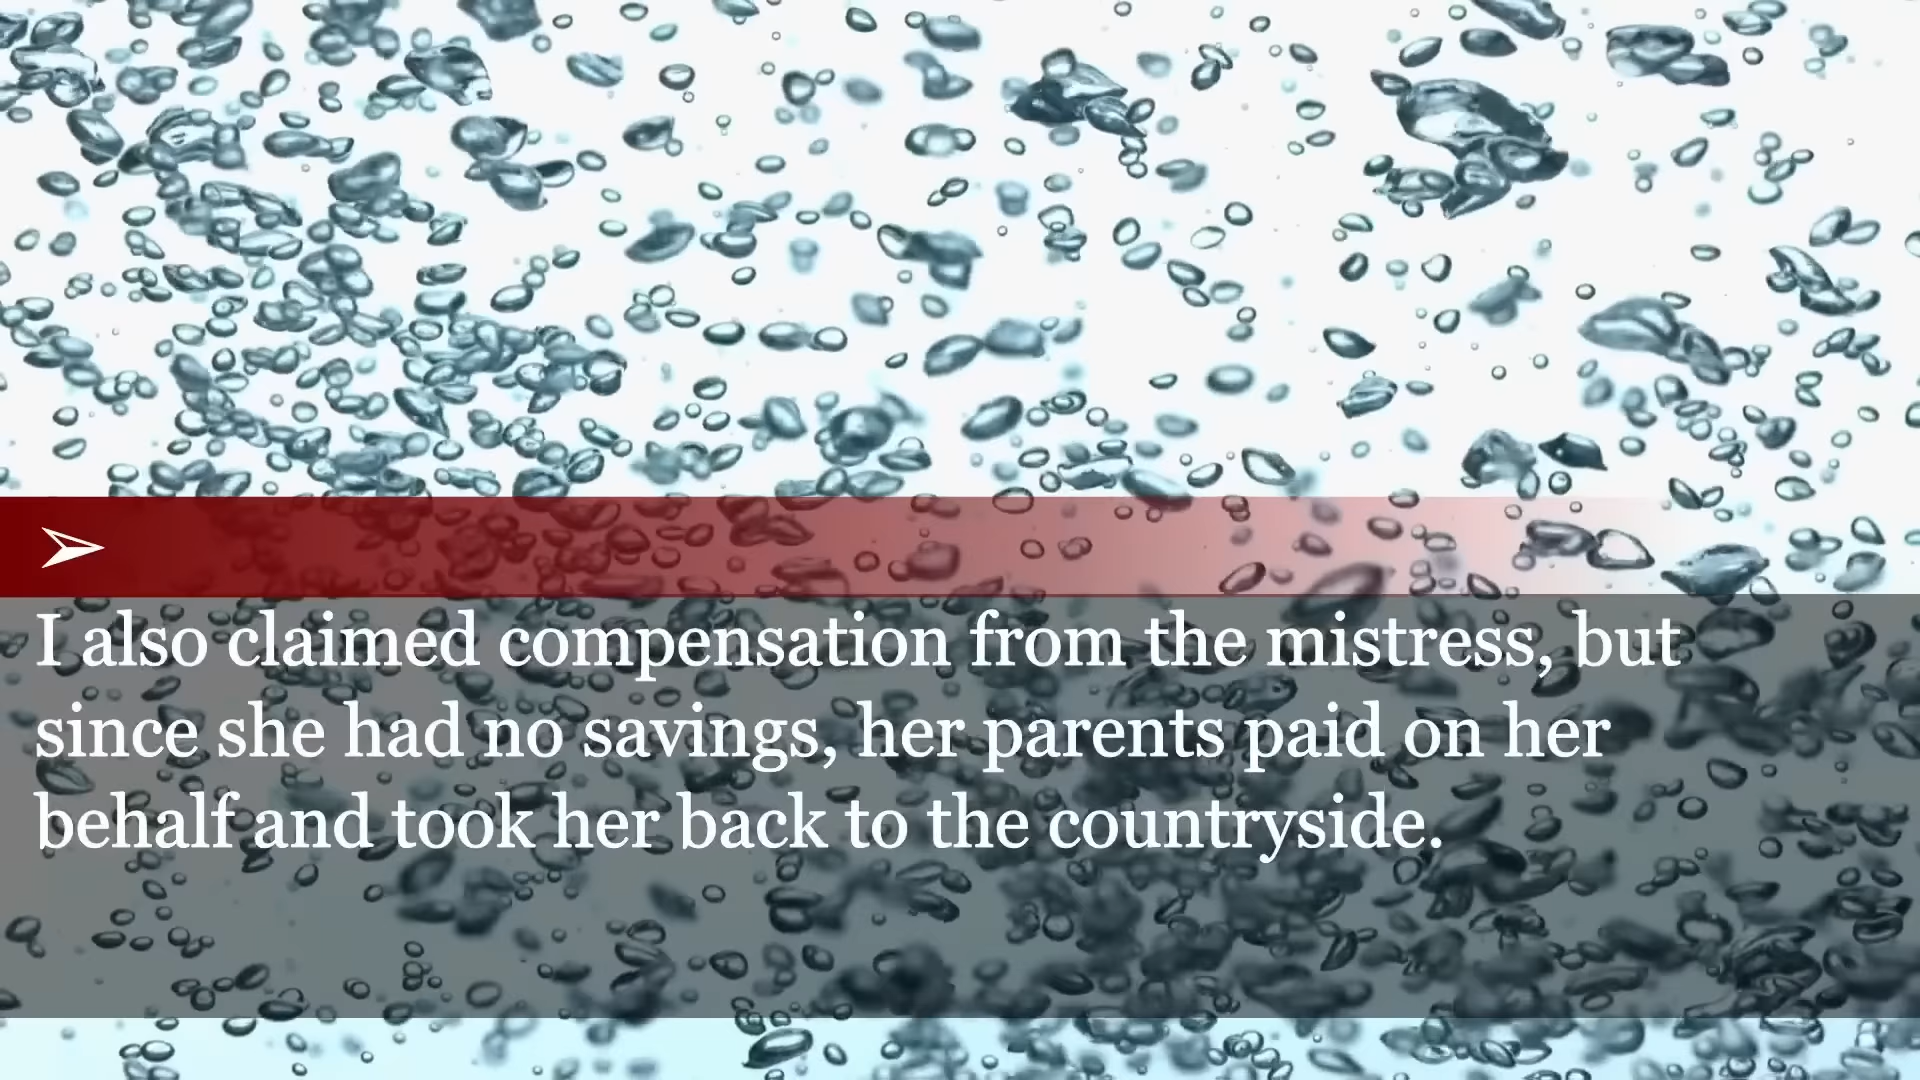 I also claimed compensation from the mistress, but
since she had no savings, her parents paid on her
behalf and took her back to the countryside.